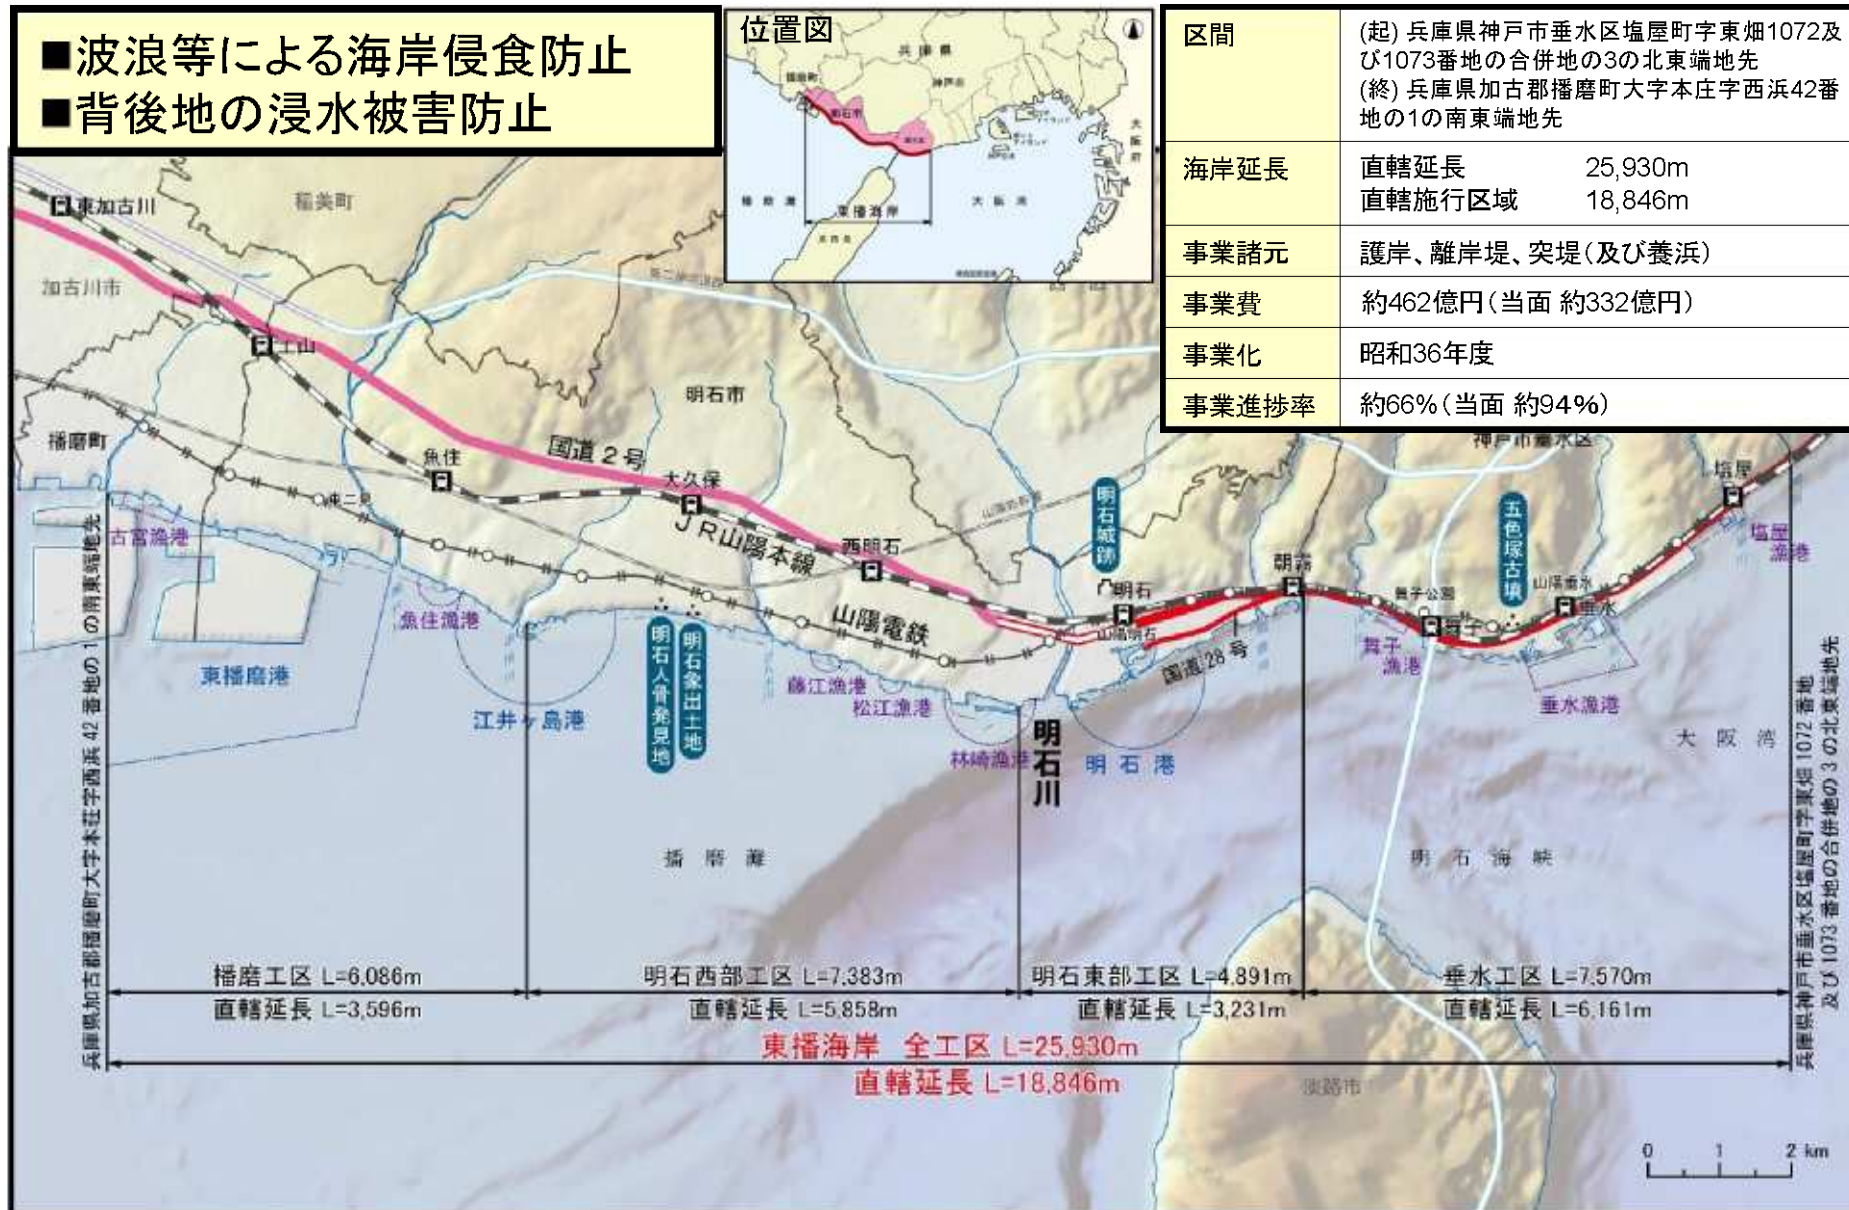 ■波浪等による海岸侵食防止
■背後地の浸水被害防止
位置図
兵庫県
播磨町
神戸市
明石市
大阪府
播磨灘
東播海岸
大阪湾
区間
(起) 兵庫県神戸市垂水区塩屋町字東畑1072及
び1073番地の合併地の3の北東端地先
(終) 兵庫県加古郡播磨町大字本庄字西浜42番
地の1の南東端地先
海岸延長
直轄延長 25,930m
直轄施行区域 18,846m
事業諸元
護岸、離岸堤、突堤(及び養浜)
事業費
約462億円(当面 約332億円)
事業化
昭和36年度
事業進捗率
約66%(当面 約94%)
東加古川
稲美町
加古川市
土山
明石市
播磨町
魚住
国道2号
大久保
東二見
JR山陽本線
西明石
明石城跡
明石
山陽明石
朝霧
神戸市垂水区
五色塚古墳
塩屋
塩屋漁港
舞子公園
山陽垂水
垂水
舞子
舞子漁港
垂水漁港
国道28号
山陽電鉄
古宮漁港
魚住漁港
東播磨港
江井ヶ島港
明石人骨発見地
明石象出土地
藤江漁港
松江漁港
林崎漁港
明石川
明石港
大阪湾
播磨灘
明石海峡
淡路市
兵庫県加古郡播磨町大字本荘字西浜42番地の1の南東端地先
兵庫県神戸市垂水区塩屋町字東畑1072番地
及び1073番地の合併地の3の北東端地先
播磨工区 L=6,086m
直轄延長 L=3,596m
明石西部工区 L=7,383m
直轄延長 L=5,858m
明石東部工区 L=4,891m
直轄延長 L=3,231m
垂水工区 L=7,570m
直轄延長 L=6,161m
東播海岸 全工区 L=25,930m
直轄延長 L=18,846m
0 1 2 km